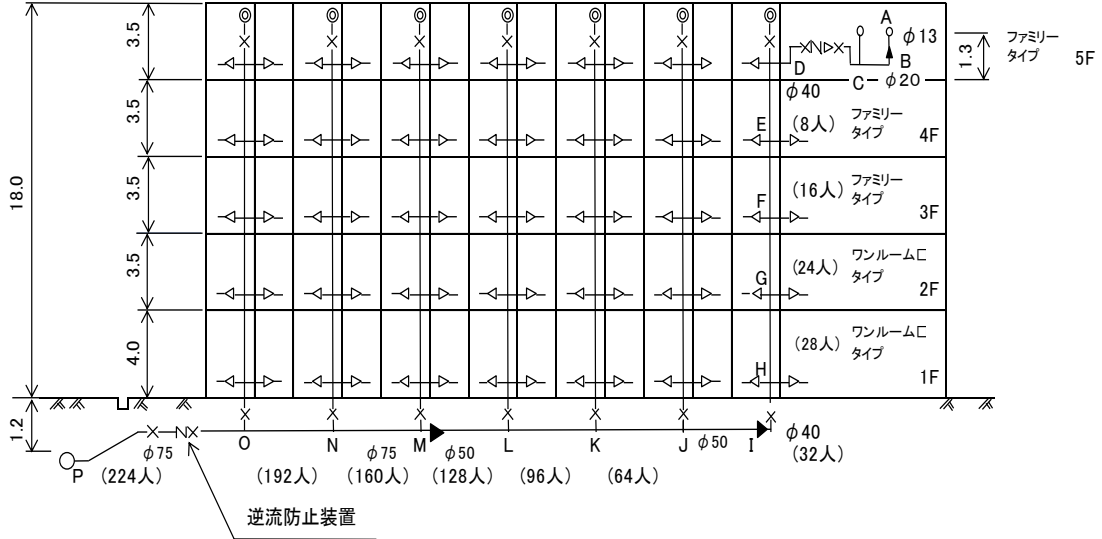 18.0
3.5
3.5
3.5
3.5
4.0
1.2
A
φ13
B
C
φ20
D
φ40
1.3
ファミリー
タイプ
5F
E
(8人)
ファミリー
タイプ
4F
F
(16人)
ファミリー
タイプ
3F
G
(24人)
ワンルームロ
タイプ
2F
H
(28人)
ワンルームロ
タイプ
1F
P
φ75
(224人)
N
O
(192人)
N
φ75
(160人)
M
φ50
(128人)
L
(96人)
K
(64人)
J
φ50
I
φ40
(32人)
逆流防止装置